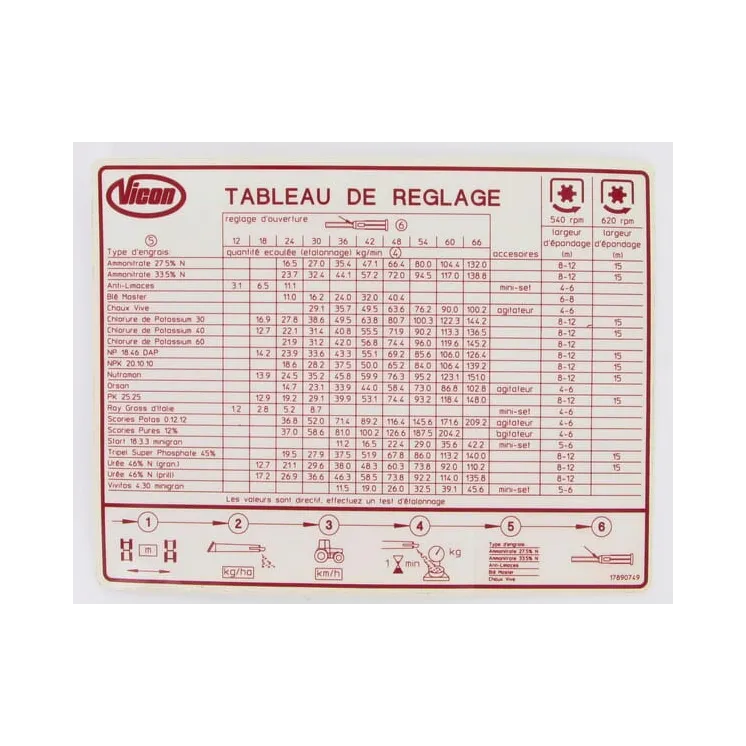 Vicon
TABLEAU DE REGLAGE
540 rpm 620 rpm
reglage d'ouverture 6
largeur d'épandage (m) largeur d'épandage (m)
5
Type d'engrais: 12 18 24 30 36 42 48 54 60 66
quantité ecoulée (etalonnage) kg/min 4 accesoires
Ammonitrate 27.5% N 16.5 27.0 35.4 47.1 66.4 80.0 104.4 132.0 8-12 15
Ammonitrate 33.5% N 23.7 32.4 44.1 57.2 72.0 94.5 117.0 138.8 8-12 15
Anti-Limaces 3.1 6.5 11.1 mini-set 4-6
Blé Master 11.0 16.2 24.0 32.0 40.4 6-8
Chaux Vive 29.1 35.7 49.5 63.6 76.2 90.0 100.2 agitateur 4-6
Chlorure de Potassium 30 16.9 27.8 38.6 49.5 63.8 80.7 100.3 122.3 144.2 8-12 15
Chlorure de Potassium 40 12.7 22.1 31.4 40.8 55.5 71.9 90.2 113.3 136.5 8-12 15
Chlorure de Potassium 60 21.9 31.2 42.0 56.8 74.4 96.0 119.6 145.2 8-12
NP 18.46 DAP 14.2 23.9 33.6 43.3 55.1 69.2 85.6 106.0 126.4 8-12 15
NPK 20.10.10 18.6 28.2 37.5 50.0 65.2 84.0 106.4 139.2 8-12 15
Nutramon 13.9 24.5 35.2 45.8 59.9 76.3 95.2 123.1 151.0 8-12 15
Orsan 14.7 23.1 33.9 44.0 58.4 73.0 86.8 102.8 agitateur 4-6
PK 25.25 12.9 19.2 29.1 39.9 53.1 74.4 93.2 118.4 148.0 8-12 15
Ray Grass d'Italie 1.2 2.8 5.2 8.7 mini-set 4-6
Scories Potas 0.12.12 36.8 52.0 71.4 89.2 116.4 145.6 171.6 209.2 agitateur 4-6
Scories Pures 12% 37.0 58.6 81.0 100.2 126.6 187.5 204.2 agitateur 4-6
Start 18.3.3 minigran 11.2 16.5 22.4 29.0 35.6 42.2 mini-set 5-6
Tripel Super Phosphate 45% 19.5 27.9 37.5 51.9 67.8 86.0 113.2 140.0 8-12 15
Urée 46% N (gran.) 12.7 21.1 29.6 38.0 48.3 60.3 73.8 92.0 110.2 8-12 15
Urée 46% N (prill) 17.2 26.9 36.6 46.3 58.5 73.8 92.2 114.0 135.8 8-12
Vivitas 4.30 minigran 11.5 19.0 26.0 32.5 39.1 45.6 mini-set 5-6
Les valeurs sont directif, effectuez un test d'étalonnage
1 2 3 4 5 6
m kg/ha km/h 1 min kg
Type d'engrais:
Ammonitrate 27.5% N
Ammonitrate 33.5% N
Anti-Limaces
Blé Master
Chaux Vive
17890749